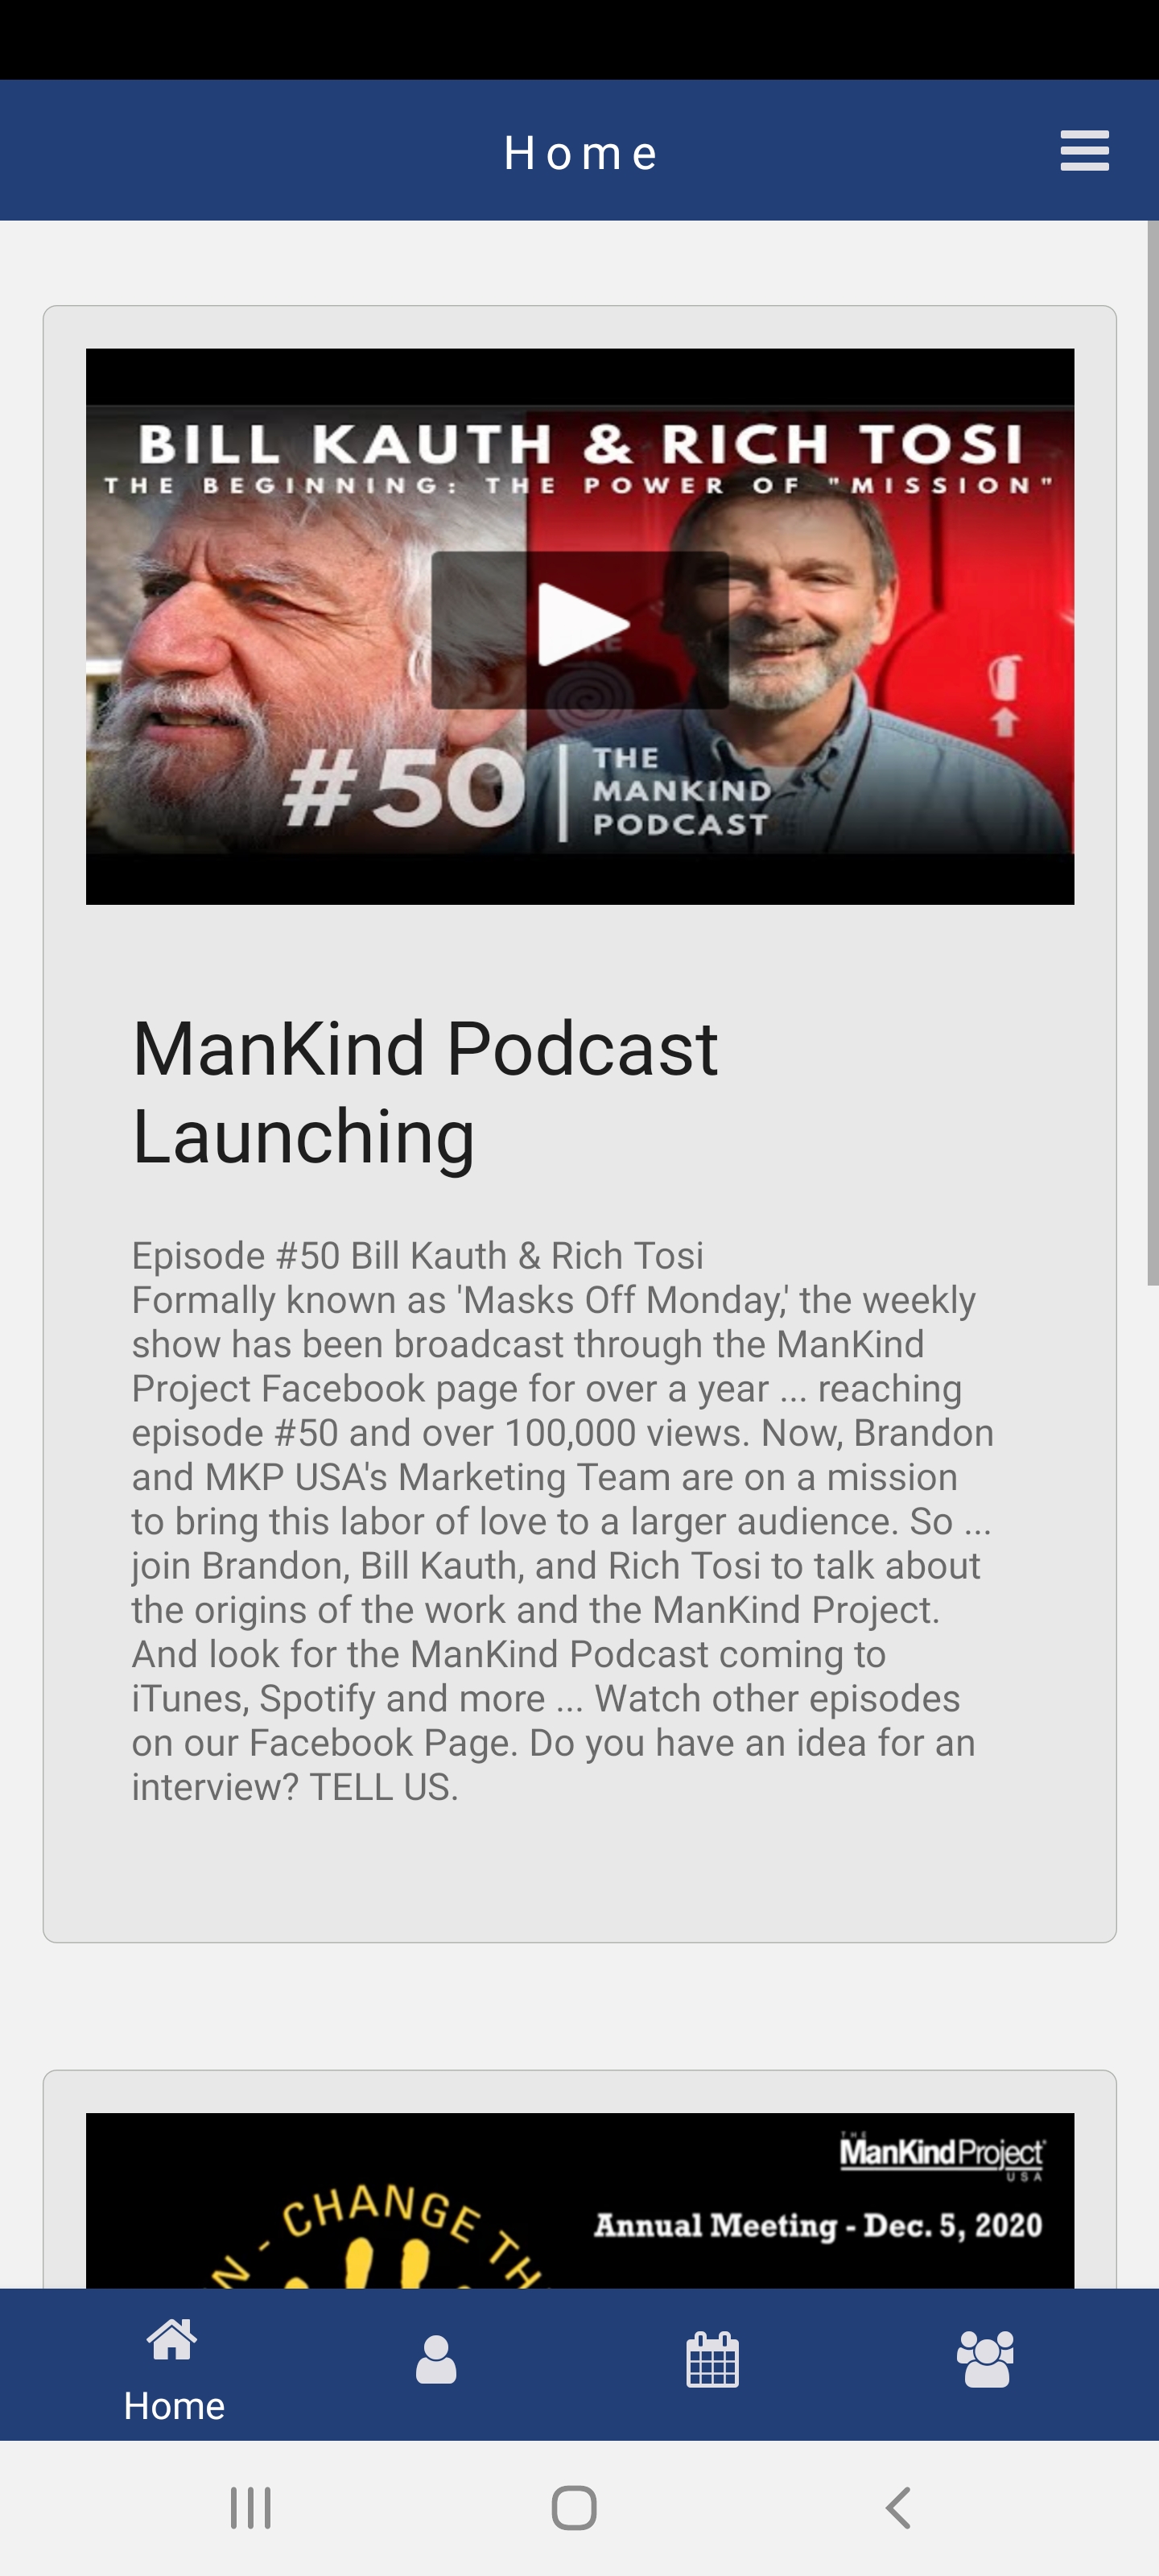 Home
BILL KAUTH & RICH TOSI
THE BEGINNING: THE POWER OF "MISSION"
#50
THE
MANKIND
PODCAST
ManKind Podcast
Launching
Episode #50 Bill Kauth & Rich Tosi
Formally known as 'Masks Off Monday,' the weekly
show has been broadcast through the ManKind
Project Facebook page for over a year ... reaching
episode #50 and over 100,000 views. Now, Brandon
and MKP USA's Marketing Team are on a mission
to bring this labor of love to a larger audience. So ...
join Brandon, Bill Kauth, and Rich Tosi to talk about
the origins of the work and the ManKind Project.
And look for the ManKind Podcast coming to
iTunes, Spotify and more ... Watch other episodes
on our Facebook Page. Do you have an idea for an
interview? TELL US.
THE
ManKind Project
USA
Annual Meeting - Dec. 5, 2020
N - CHANGE TH
Home